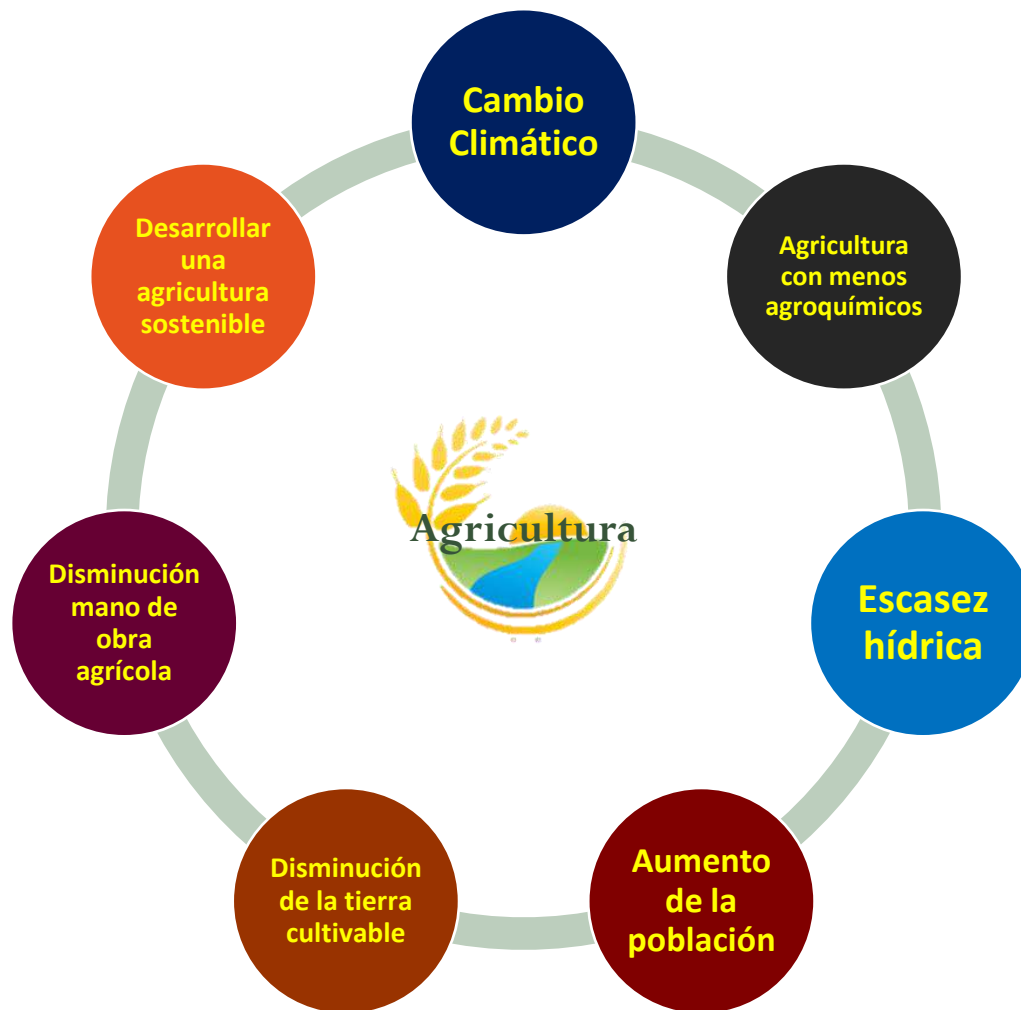 Cambio
Climático
Agricultura
con menos
agroquímicos
Escasez
hídrica
Aumento
de la
población
Disminución
de la tierra
cultivable
Disminución
mano de
obra
agrícola
Desarrollar
una
agricultura
sostenible
Agricultura